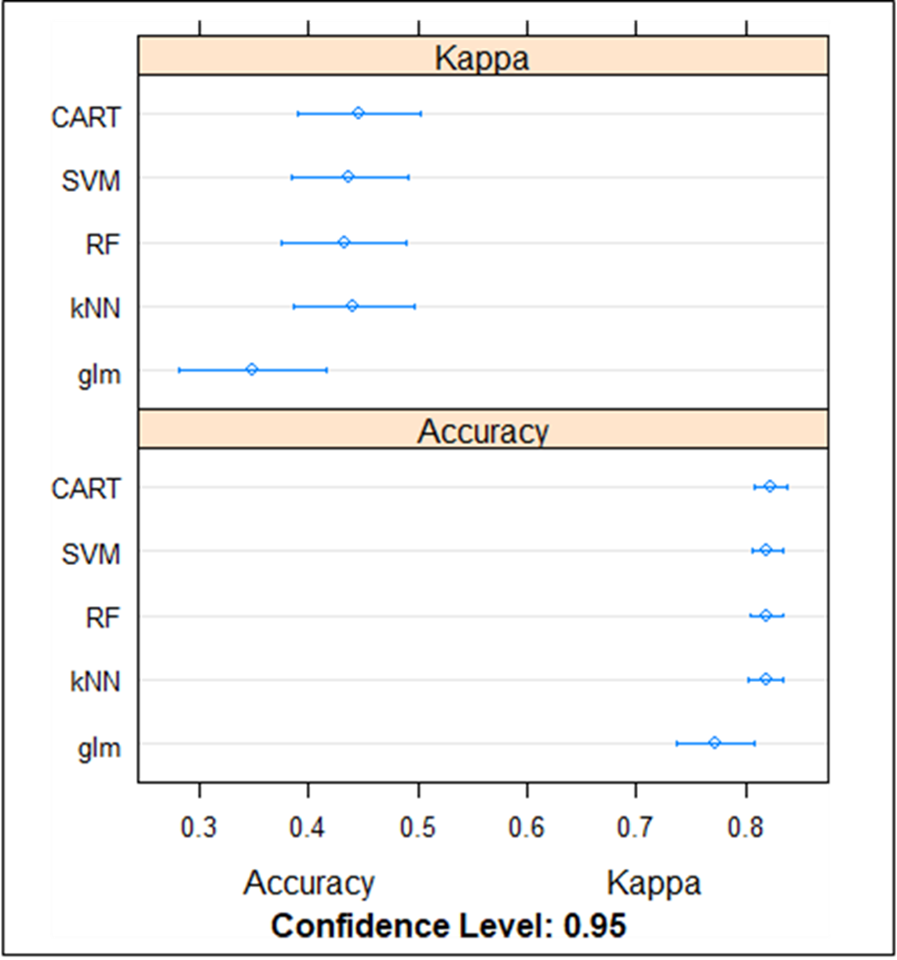 Kappa
CART
SVM
RF
kNN
glm
Accuracy
CART
SVM
RF
kNN
glm
0.3 0.4 0.5 0.6 0.7 0.8
Accuracy Kappa
Confidence Level: 0.95